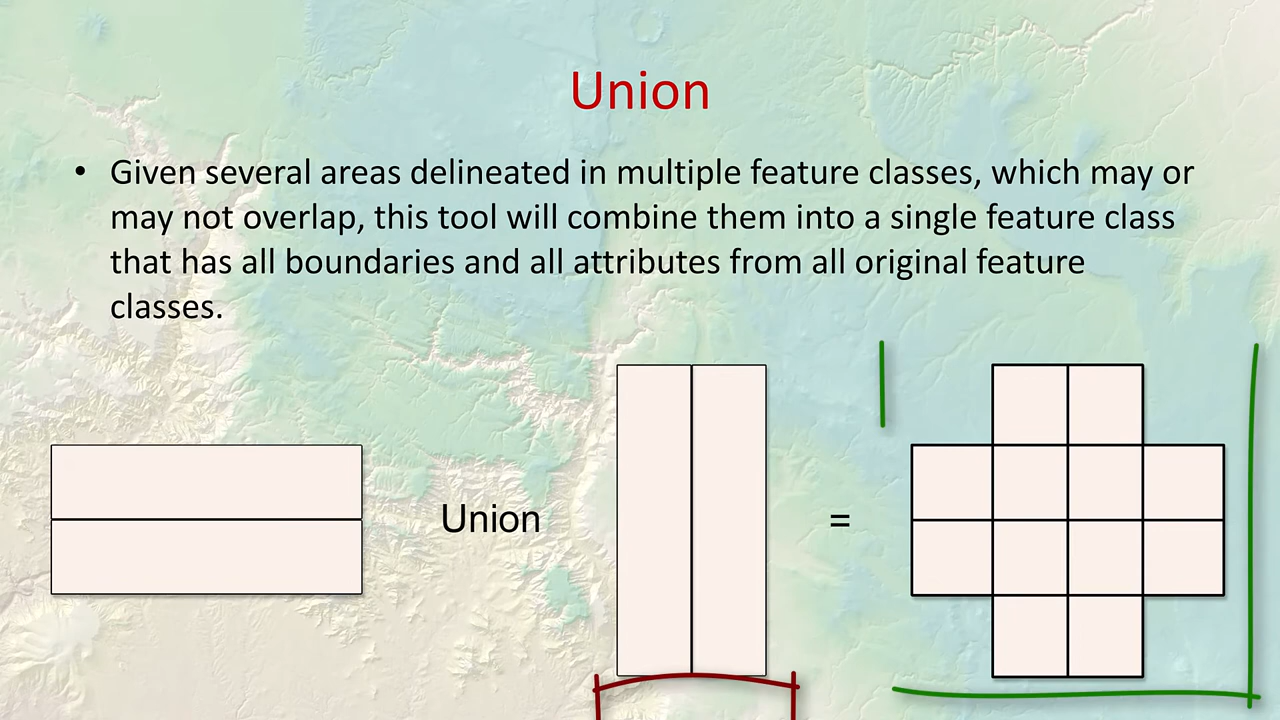 Union
• Given several areas delineated in multiple feature classes, which may or
may not overlap, this tool will combine them into a single feature class
that has all boundaries and all attributes from all original feature
classes.
Union =